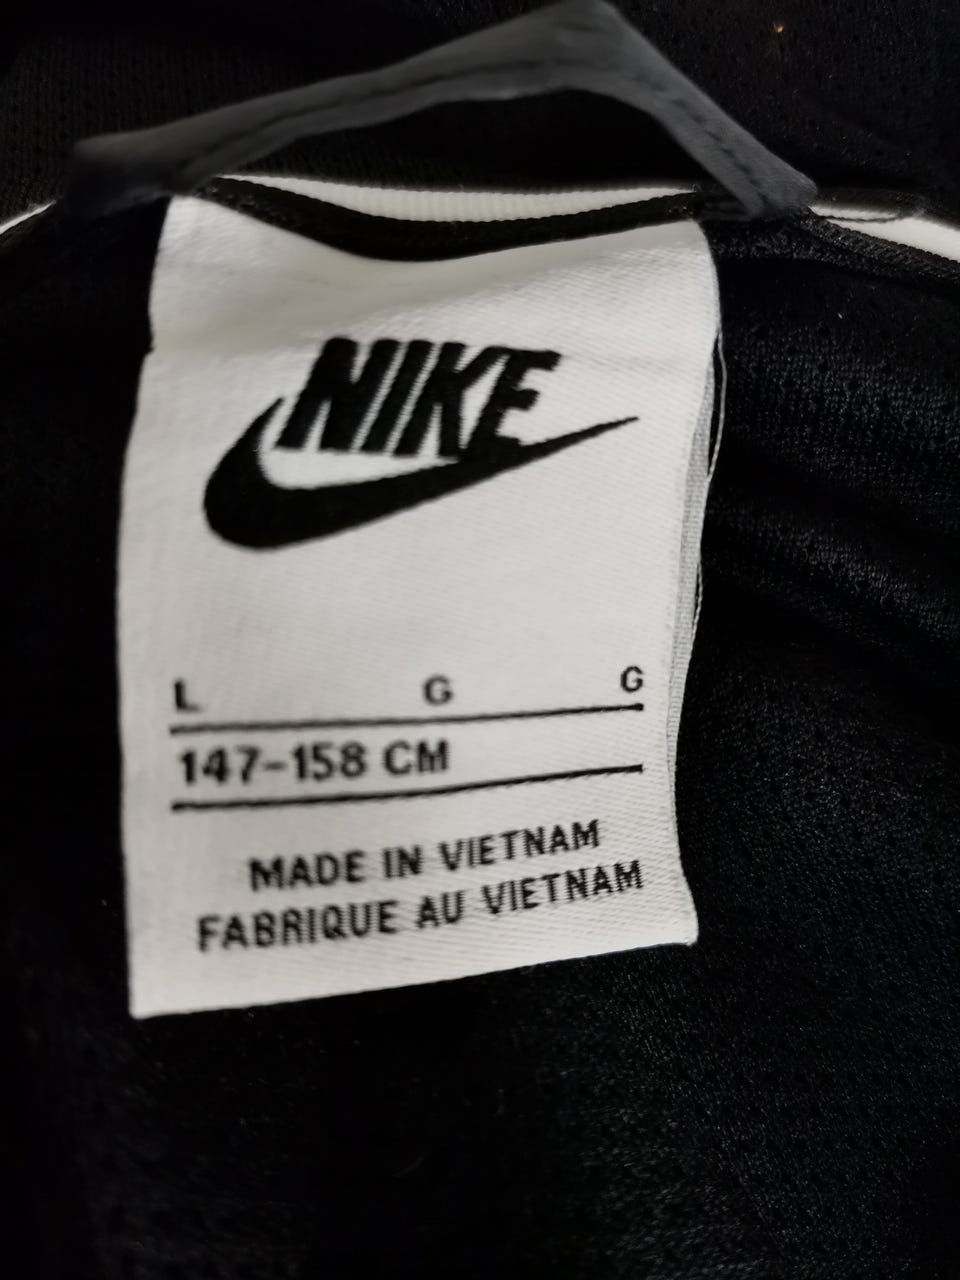 NIKE
L G G
147-158 CM
MADE IN VIETNAM
FABRIQUE AU VIETNAM